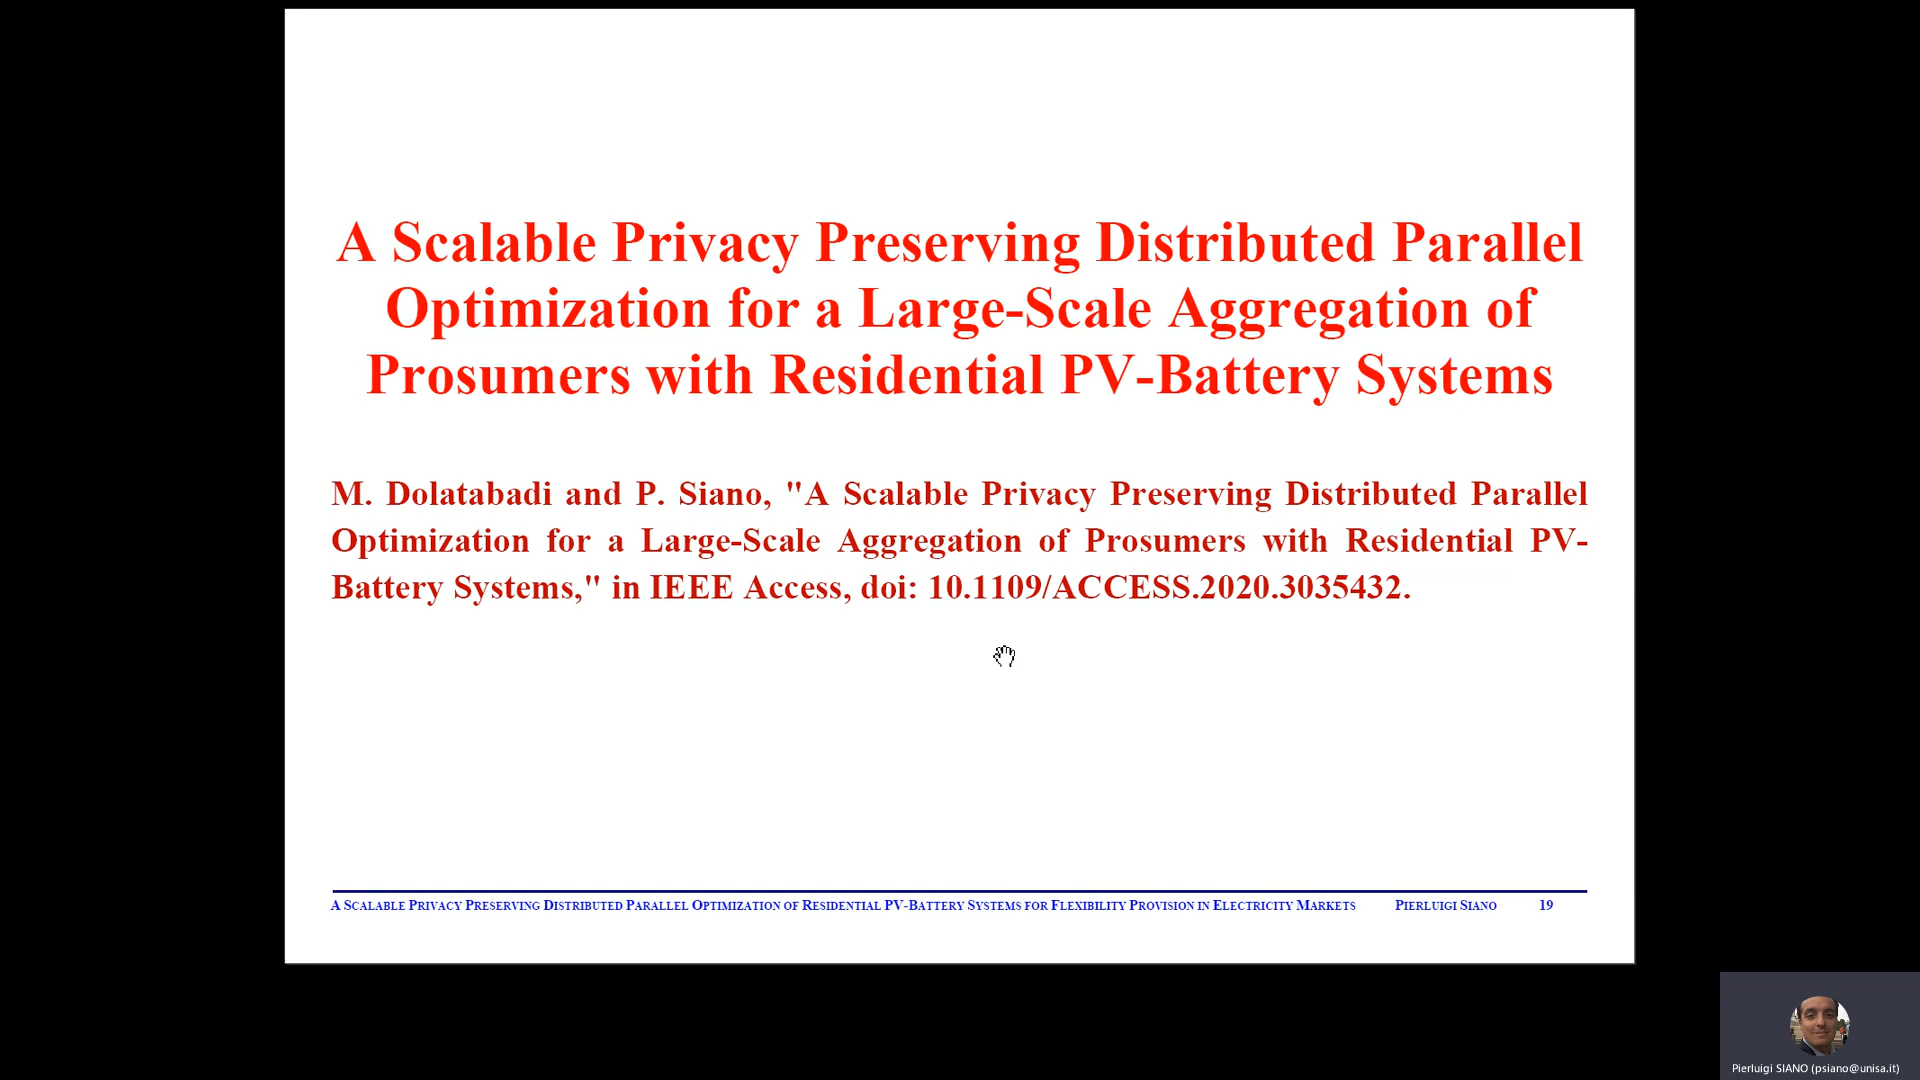 A Scalable Privacy Preserving Distributed Parallel
Optimization for a Large-Scale Aggregation of
Prosumers with Residential PV-Battery Systems
M. Dolatabadi and P. Siano, "A Scalable Privacy Preserving Distributed Parallel
Optimization for a Large-Scale Aggregation of Prosumers with Residential PV-
Battery Systems," in IEEE Access, doi: 10.1109/ACCESS.2020.3035432.
A Scalable Privacy Preserving Distributed Parallel Optimization of Residential PV-Battery Systems for Flexibility Provision in Electricity Markets Pierluigi Siano 19
Pierluigi SIANO (psiano@unisa.it)